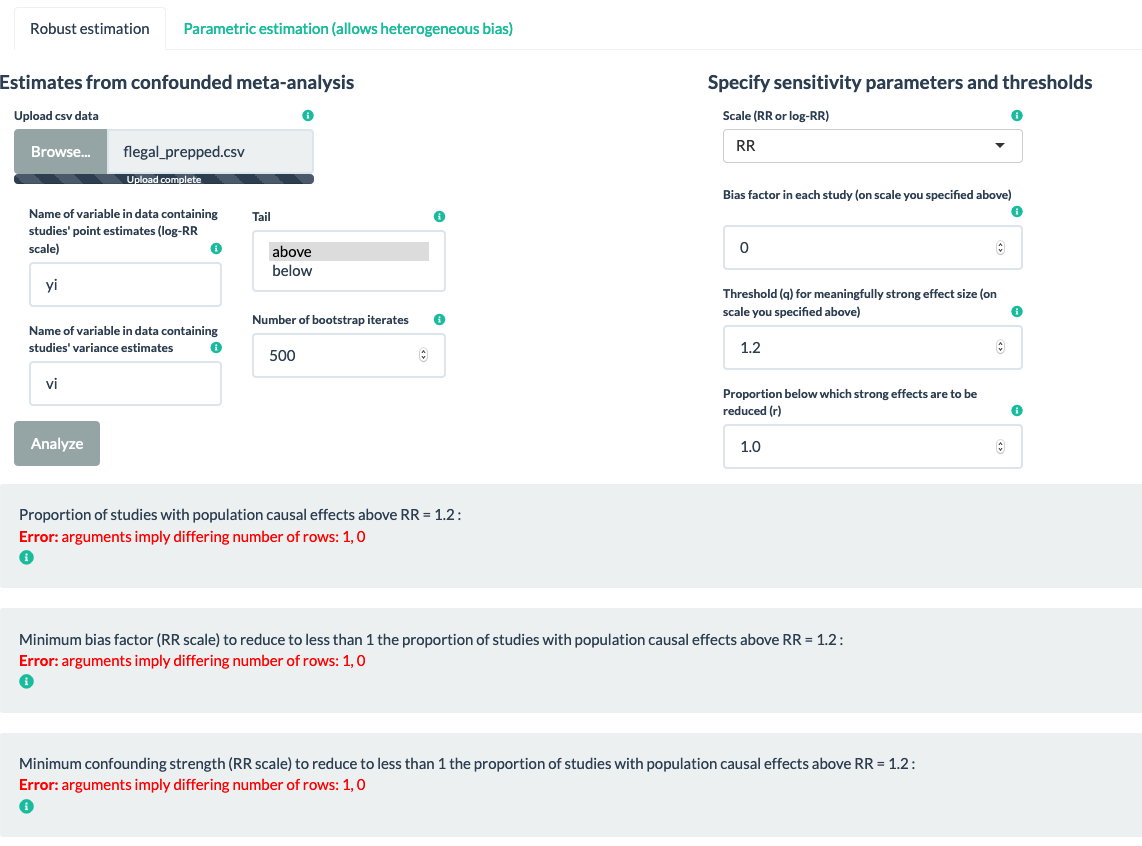 Robust estimation
Parametric estimation (allows heterogeneous bias)
Estimates from confounded meta-analysis
Upload csv data
Browse...
flegal_prepped.csv
Upload complete
Name of variable in data containing
studies' point estimates (log-RR
scale)
yi
Name of variable in data containing
studies' variance estimates
vi
Tail
above
below
Number of bootstrap iterates
500
Analyze
Specify sensitivity parameters and thresholds
Scale (RR or log-RR)
RR
Bias factor in each study (on scale you specified above)
0
Threshold (q) for meaningfully strong effect size (on
scale you specified above)
1.2
Proportion below which strong effects are to be
reduced (r)
1.0
Proportion of studies with population causal effects above RR = 1.2 :
Error: arguments imply differing number of rows: 1, 0
Minimum bias factor (RR scale) to reduce to less than 1 the proportion of studies with population causal effects above RR = 1.2 :
Error: arguments imply differing number of rows: 1, 0
Minimum confounding strength (RR scale) to reduce to less than 1 the proportion of studies with population causal effects above RR = 1.2 :
Error: arguments imply differing number of rows: 1, 0